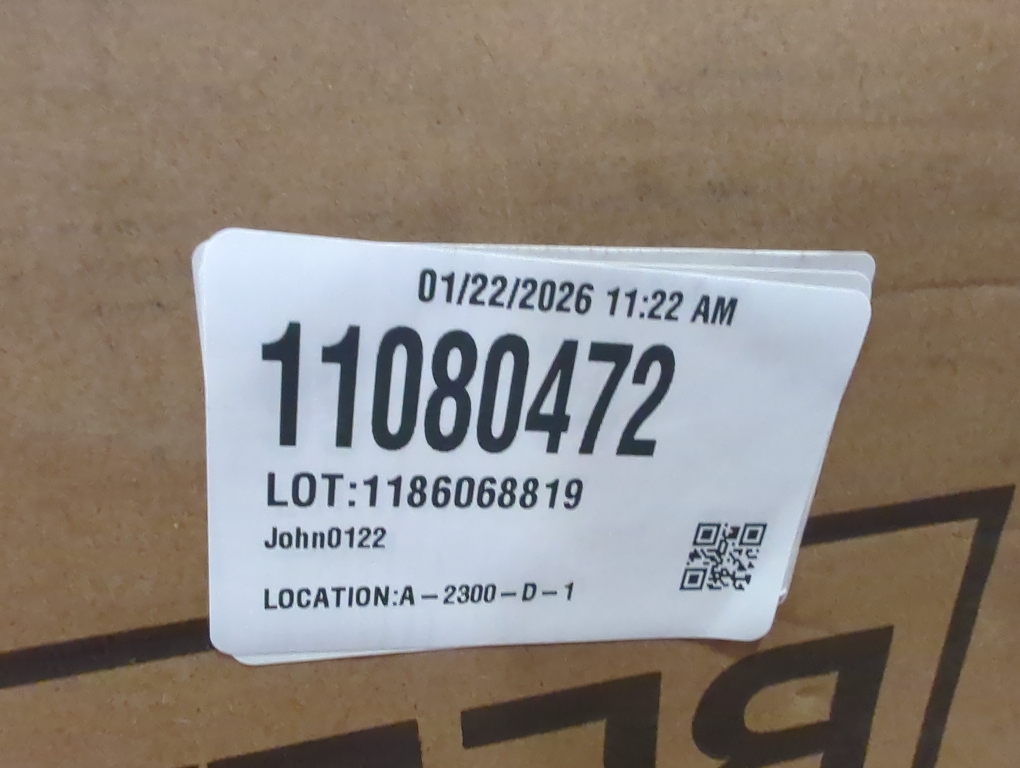 01/22/2026 11:22 AM
11080472
LOT:1186068819
John0122
LOCATION:A-2300-D-1